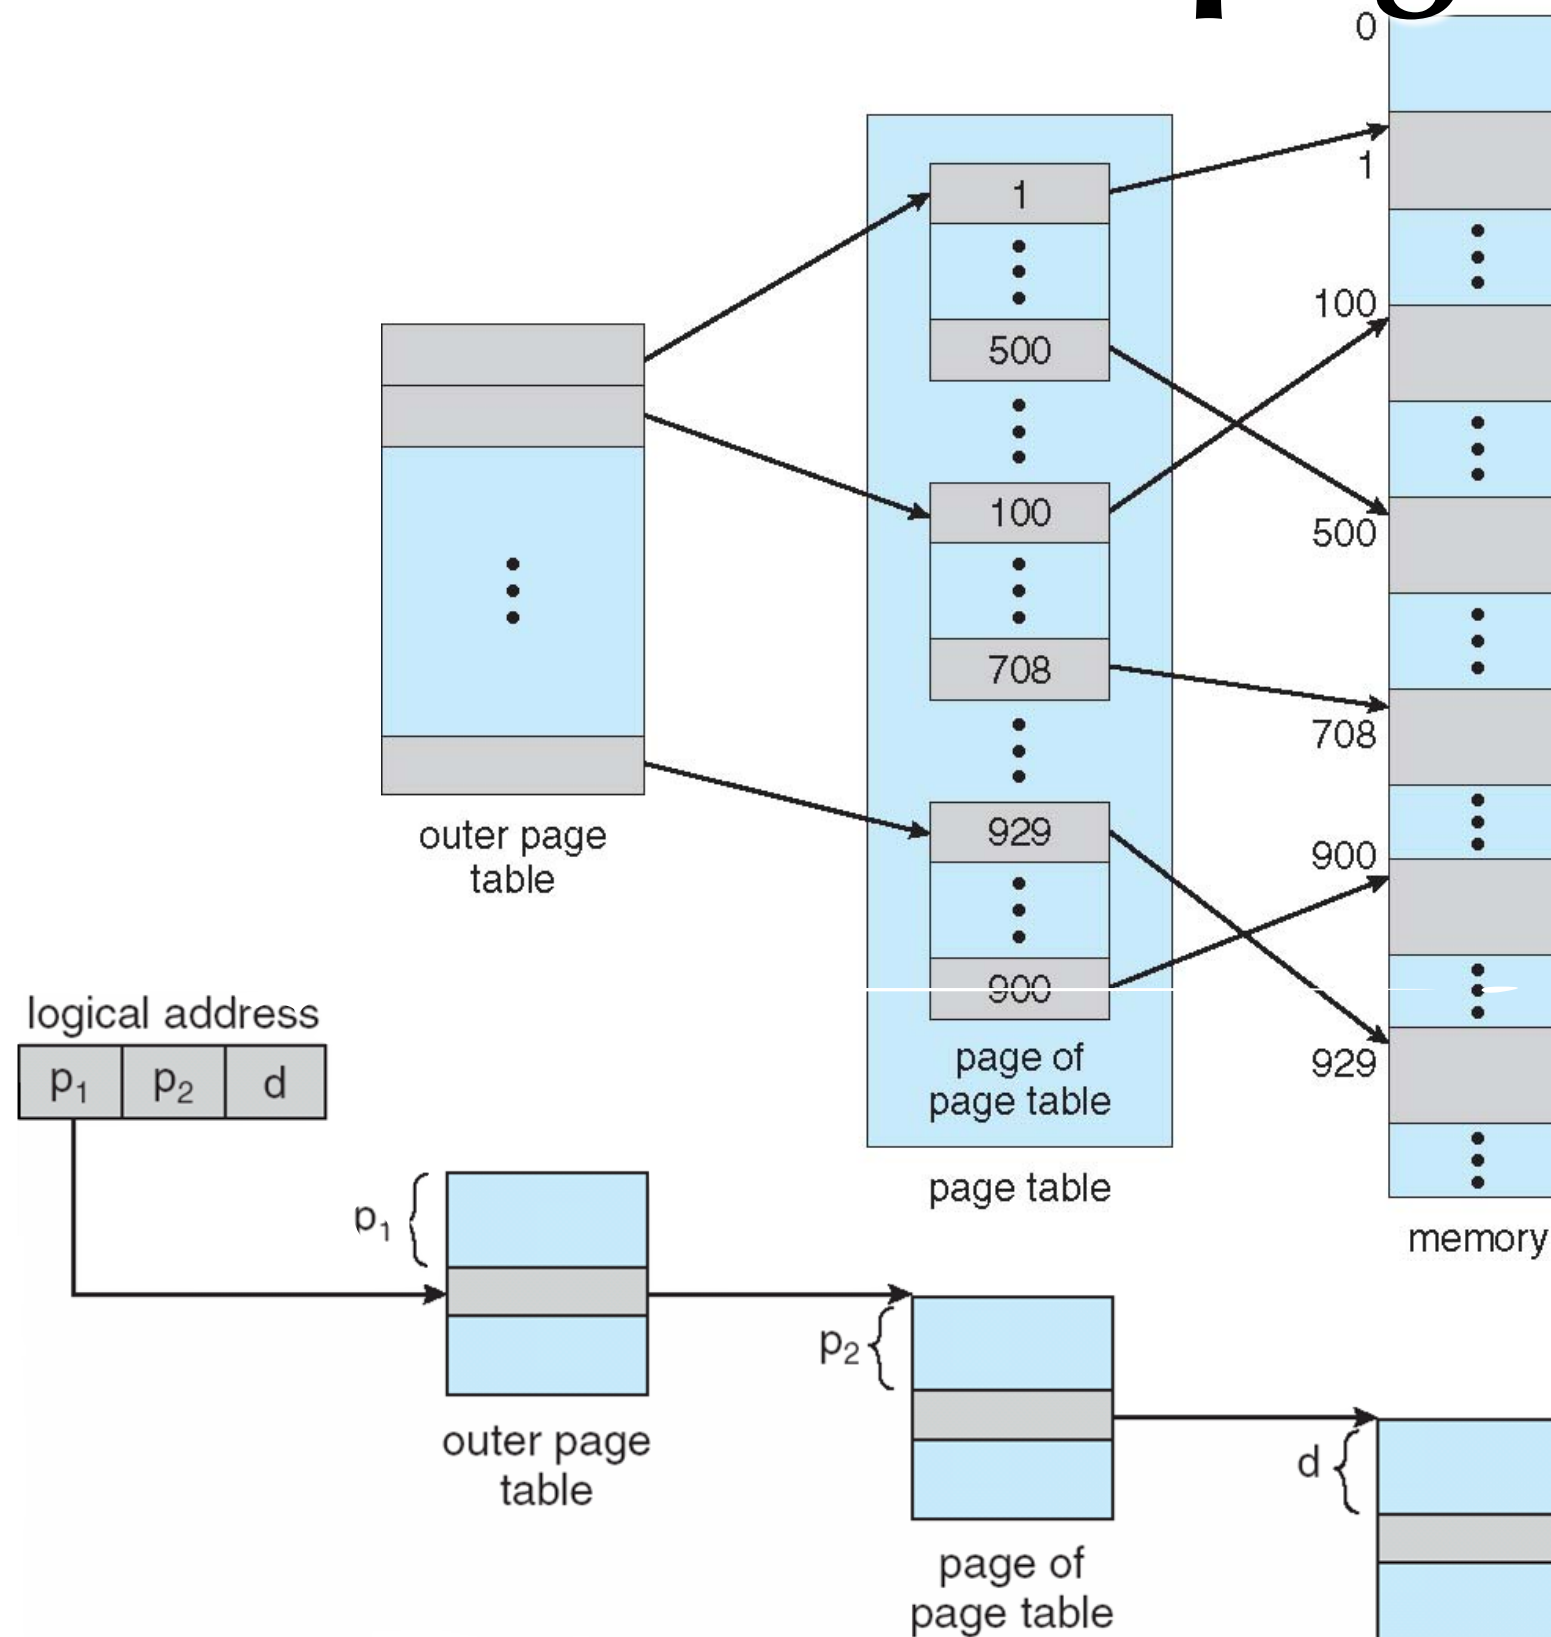 0
1
1
100
500
500
100
708
708
929
900
900
929
outer page
table
page of
page table
page table
memory
logical address
p₁ p₂ d
p₁
p₂
d
outer page
table
page of
page table